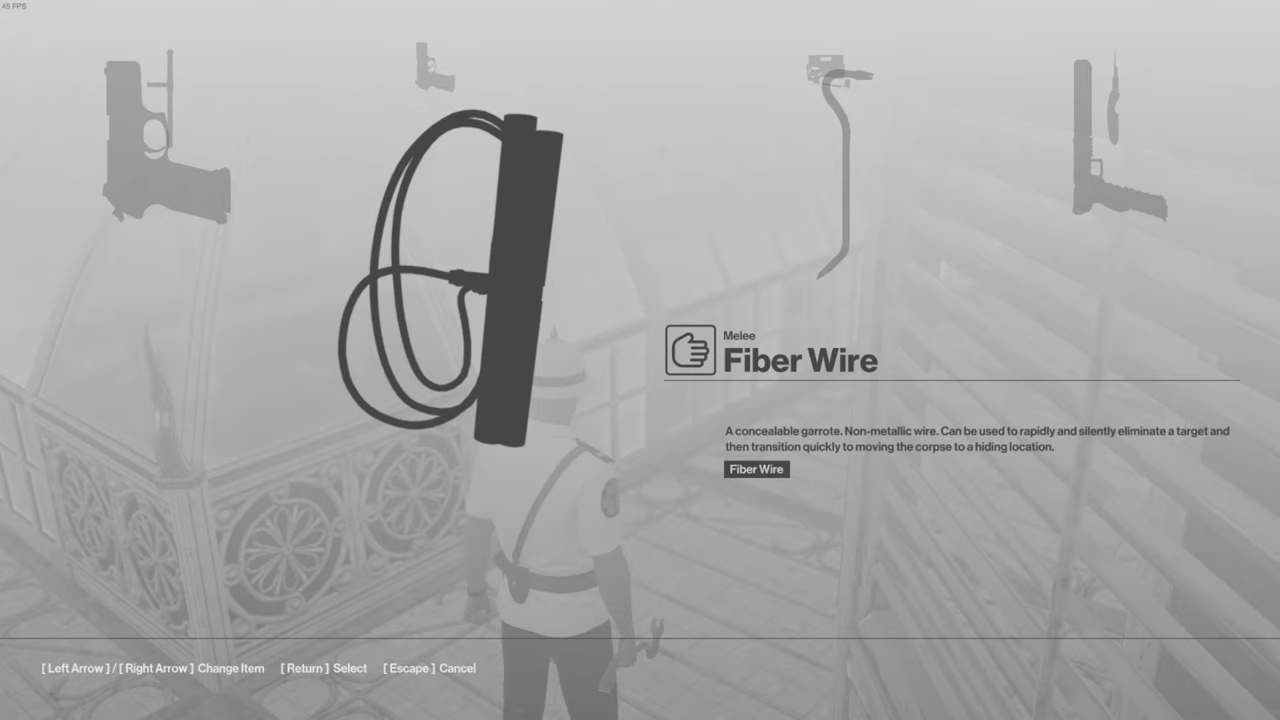 45 FPS
Melee
Fiber Wire
A concealable garrote. Non-metallic wire. Can be used to rapidly and silently eliminate a target and
then transition quickly to moving the corpse to a hiding location.
Fiber Wire
[ Left Arrow ] / [ Right Arrow ] Change Item [ Return ] Select [ Escape ] Cancel